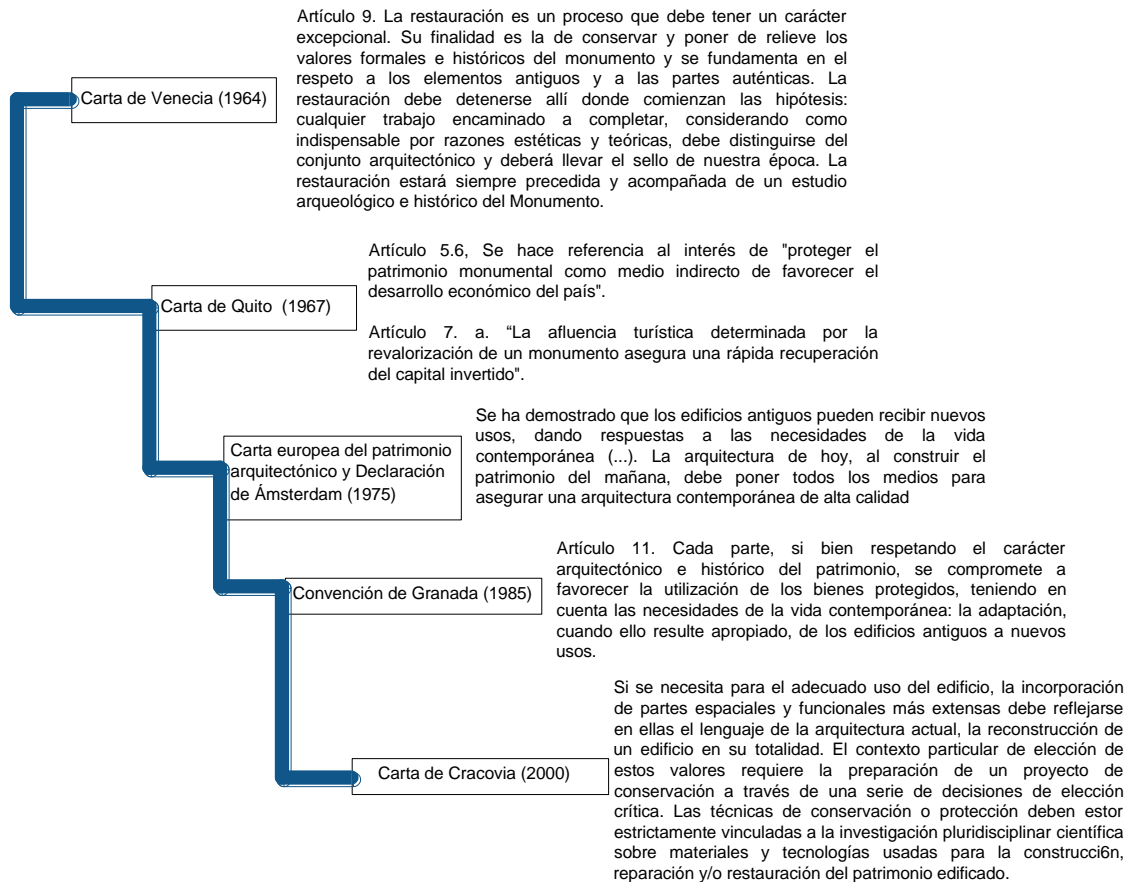 Artículo 9. La restauración es un proceso que debe tener un carácter
excepcional. Su finalidad es la de conservar y poner de relieve los
valores formales e históricos del monumento y se fundamenta en el
respeto a los elementos antiguos y a las partes auténticas. La
restauración debe detenerse allí donde comienzan las hipótesis:
cualquier trabajo encaminado a completar, considerando como
indispensable por razones estéticas y teóricas, debe distinguirse del
conjunto arquitectónico y deberá llevar el sello de nuestra época. La
restauración estará siempre precedida y acompañada de un estudio
arqueológico e histórico del Monumento.
Carta de Venecia (1964)
Artículo 5.6, Se hace referencia al interés de "proteger el
patrimonio monumental como medio indirecto de favorecer el
desarrollo económico del país".
Carta de Quito (1967)
Artículo 7. a. “La afluencia turística determinada por la
revalorización de un monumento asegura una rápida recuperación
del capital invertido".
Se ha demostrado que los edificios antiguos pueden recibir nuevos
usos, dando respuestas a las necesidades de la vida
contemporánea (...). La arquitectura de hoy, al construir el
patrimonio del mañana, debe poner todos los medios para
asegurar una arquitectura contemporánea de alta calidad
Carta europea del patrimonio
arquitectónico y Declaración
de Ámsterdam (1975)
Artículo 11. Cada parte, si bien respetando el carácter
arquitectónico e histórico del patrimonio, se compromete a
favorecer la utilización de los bienes protegidos, teniendo en
cuenta las necesidades de la vida contemporánea: la adaptación,
cuando ello resulte apropiado, de los edificios antiguos a nuevos
usos.
Convención de Granada (1985)
Si se necesita para el adecuado uso del edificio, la incorporación
de partes espaciales y funcionales más extensas debe reflejarse
en ellas el lenguaje de la arquitectura actual, la reconstrucción de
un edificio en su totalidad. El contexto particular de elección de
estos valores requiere la preparación de un proyecto de
conservación a través de una serie de decisiones de elección
crítica. Las técnicas de conservación o protección deben estor
estrictamente vinculadas a la investigación pluridisciplinar científica
sobre materiales y tecnologías usadas para la construcci6n,
reparación y/o restauración del patrimonio edificado.
Carta de Cracovia (2000)